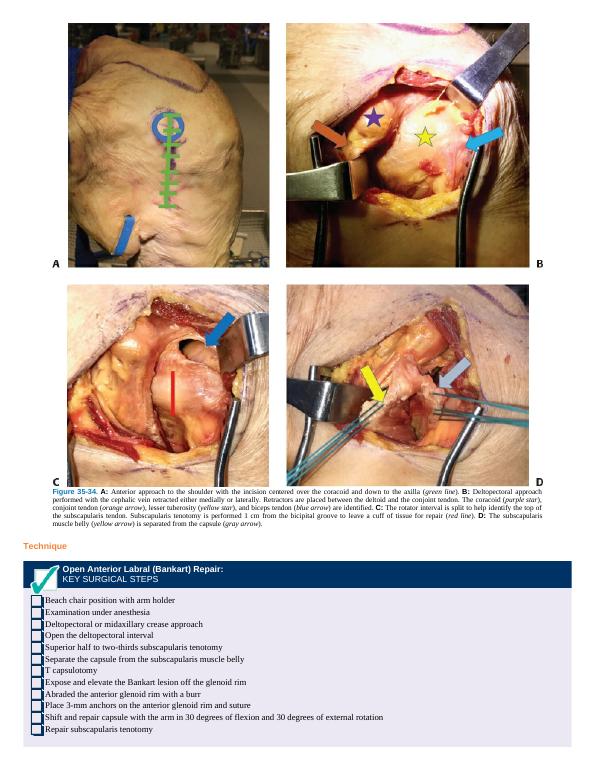 A
B
C
D
Figure 35-34. A: Anterior approach to the shoulder with the incision centered over the coracoid and down to the axilla (green line). B: Deltopectoral approach
performed with the cephalic vein retracted either medially or laterally. Retractors are placed between the deltoid and the conjoint tendon. The coracoid (purple star),
conjoint tendon (orange arrow), lesser tuberosity (yellow star), and biceps tendon (blue arrow) are identified. C: The rotator interval is split to help identify the top of
the subscapularis tendon. Subscapularis tenotomy is performed 1 cm from the bicipital groove to leave a cuff of tissue for repair (red line). D: The subscapularis
muscle belly (yellow arrow) is separated from the capsule (gray arrow).
Technique
Open Anterior Labral (Bankart) Repair:
KEY SURGICAL STEPS
Beach chair position with arm holder
Examination under anesthesia
Deltopectoral or midaxillary crease approach
Open the deltopectoral interval
Superior half to two-thirds subscapularis tenotomy
Separate the capsule from the subscapularis muscle belly
T capsulotomy
Expose and elevate the Bankart lesion off the glenoid rim
Abraded the anterior glenoid rim with a burr
Place 3-mm anchors on the anterior glenoid rim and suture
Shift and repair capsule with the arm in 30 degrees of flexion and 30 degrees of external rotation
Repair subscapularis tenotomy